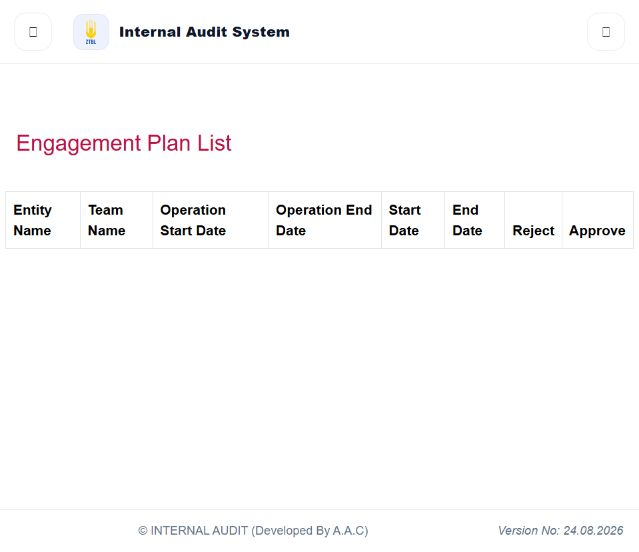 ZTBL
Internal Audit System
Engagement Plan List
Entity Name
Team Name
Operation Start Date
Operation End Date
Start Date
End Date
Reject
Approve
© INTERNAL AUDIT (Developed By A.A.C)
Version No: 24.08.2026